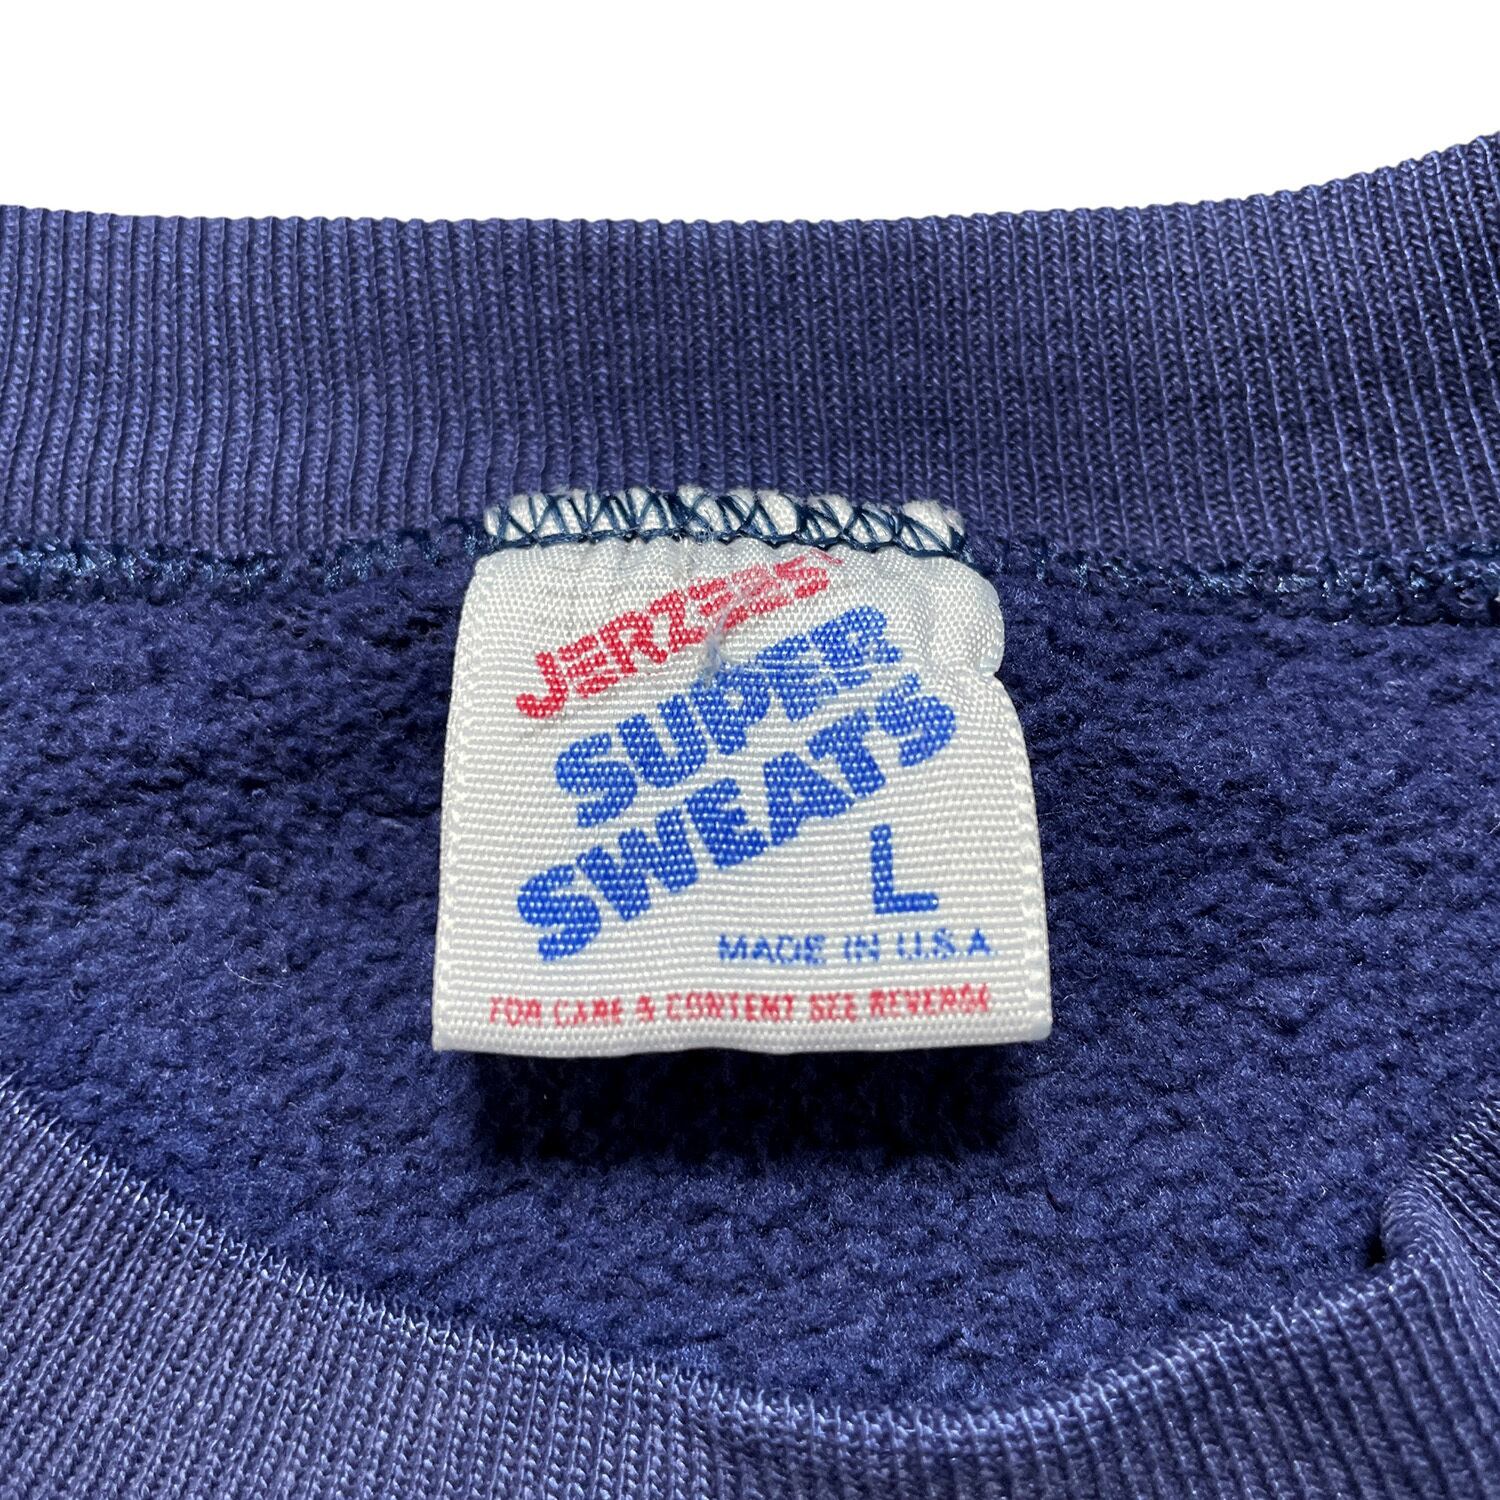 JERZEES
SUPER
SWEATS
L
MADE IN U.S.A.
FOR CARE & CONTENT SEE REVERSE